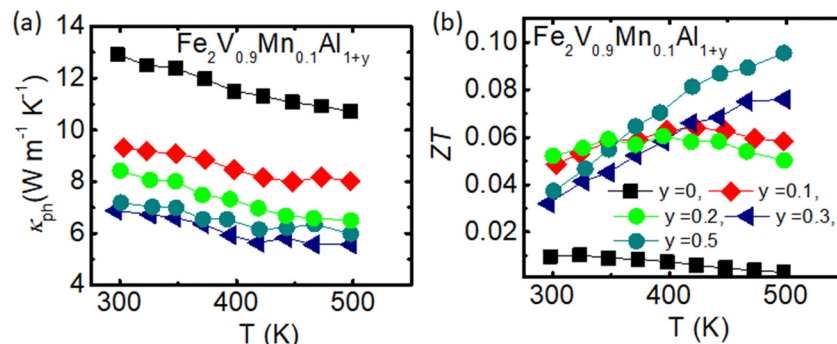 (a)
Fe₂V₀.₉Mn₀.₁Al₁₊y
14
12
10
8
6
4
κph(W m⁻¹ K⁻¹)
300
400
500
T (K)
(b)
Fe₂V₀.₉Mn₀.₁Al₁₊y
0.10
0.08
0.06
0.04
0.02
ZT
y =0, y =0.1,
y =0.2, y =0.3,
y =0.5
300
400
500
T (K)